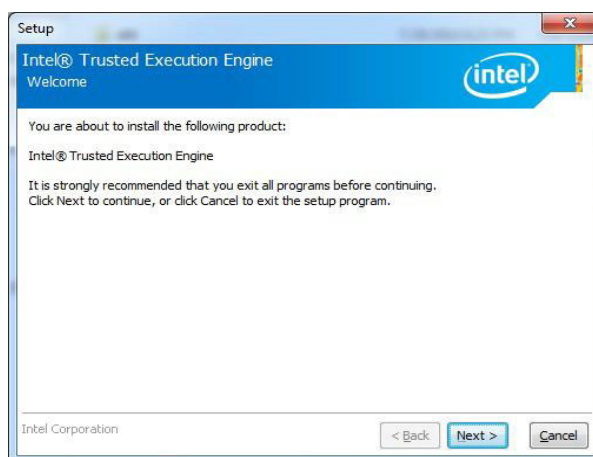 Setup
Intel® Trusted Execution Engine
Welcome
intel
You are about to install the following product:
Intel® Trusted Execution Engine
It is strongly recommended that you exit all programs before continuing.
Click Next to continue, or click Cancel to exit the setup program.
Intel Corporation
< Back
Next >
Cancel